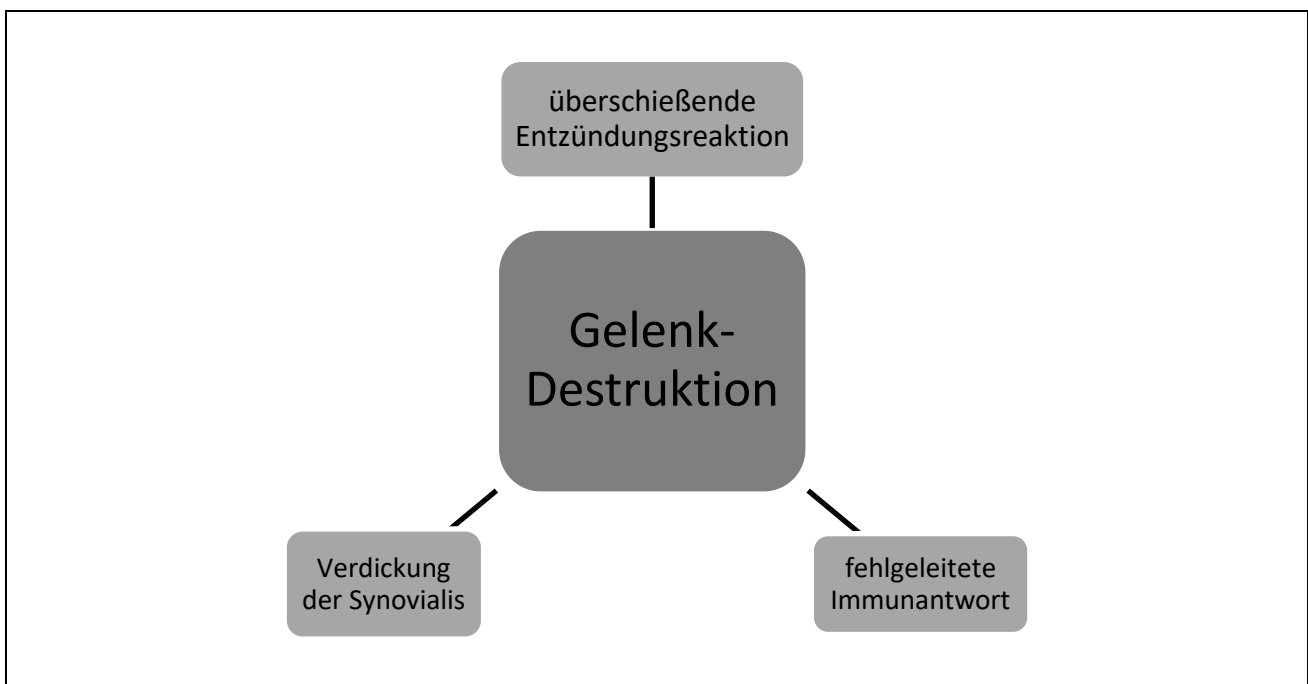 überschießende
Entzündungsreaktion
Gelenk-
Destruktion
Verdickung
der Synovialis
fehlgeleitete
Immunantwort